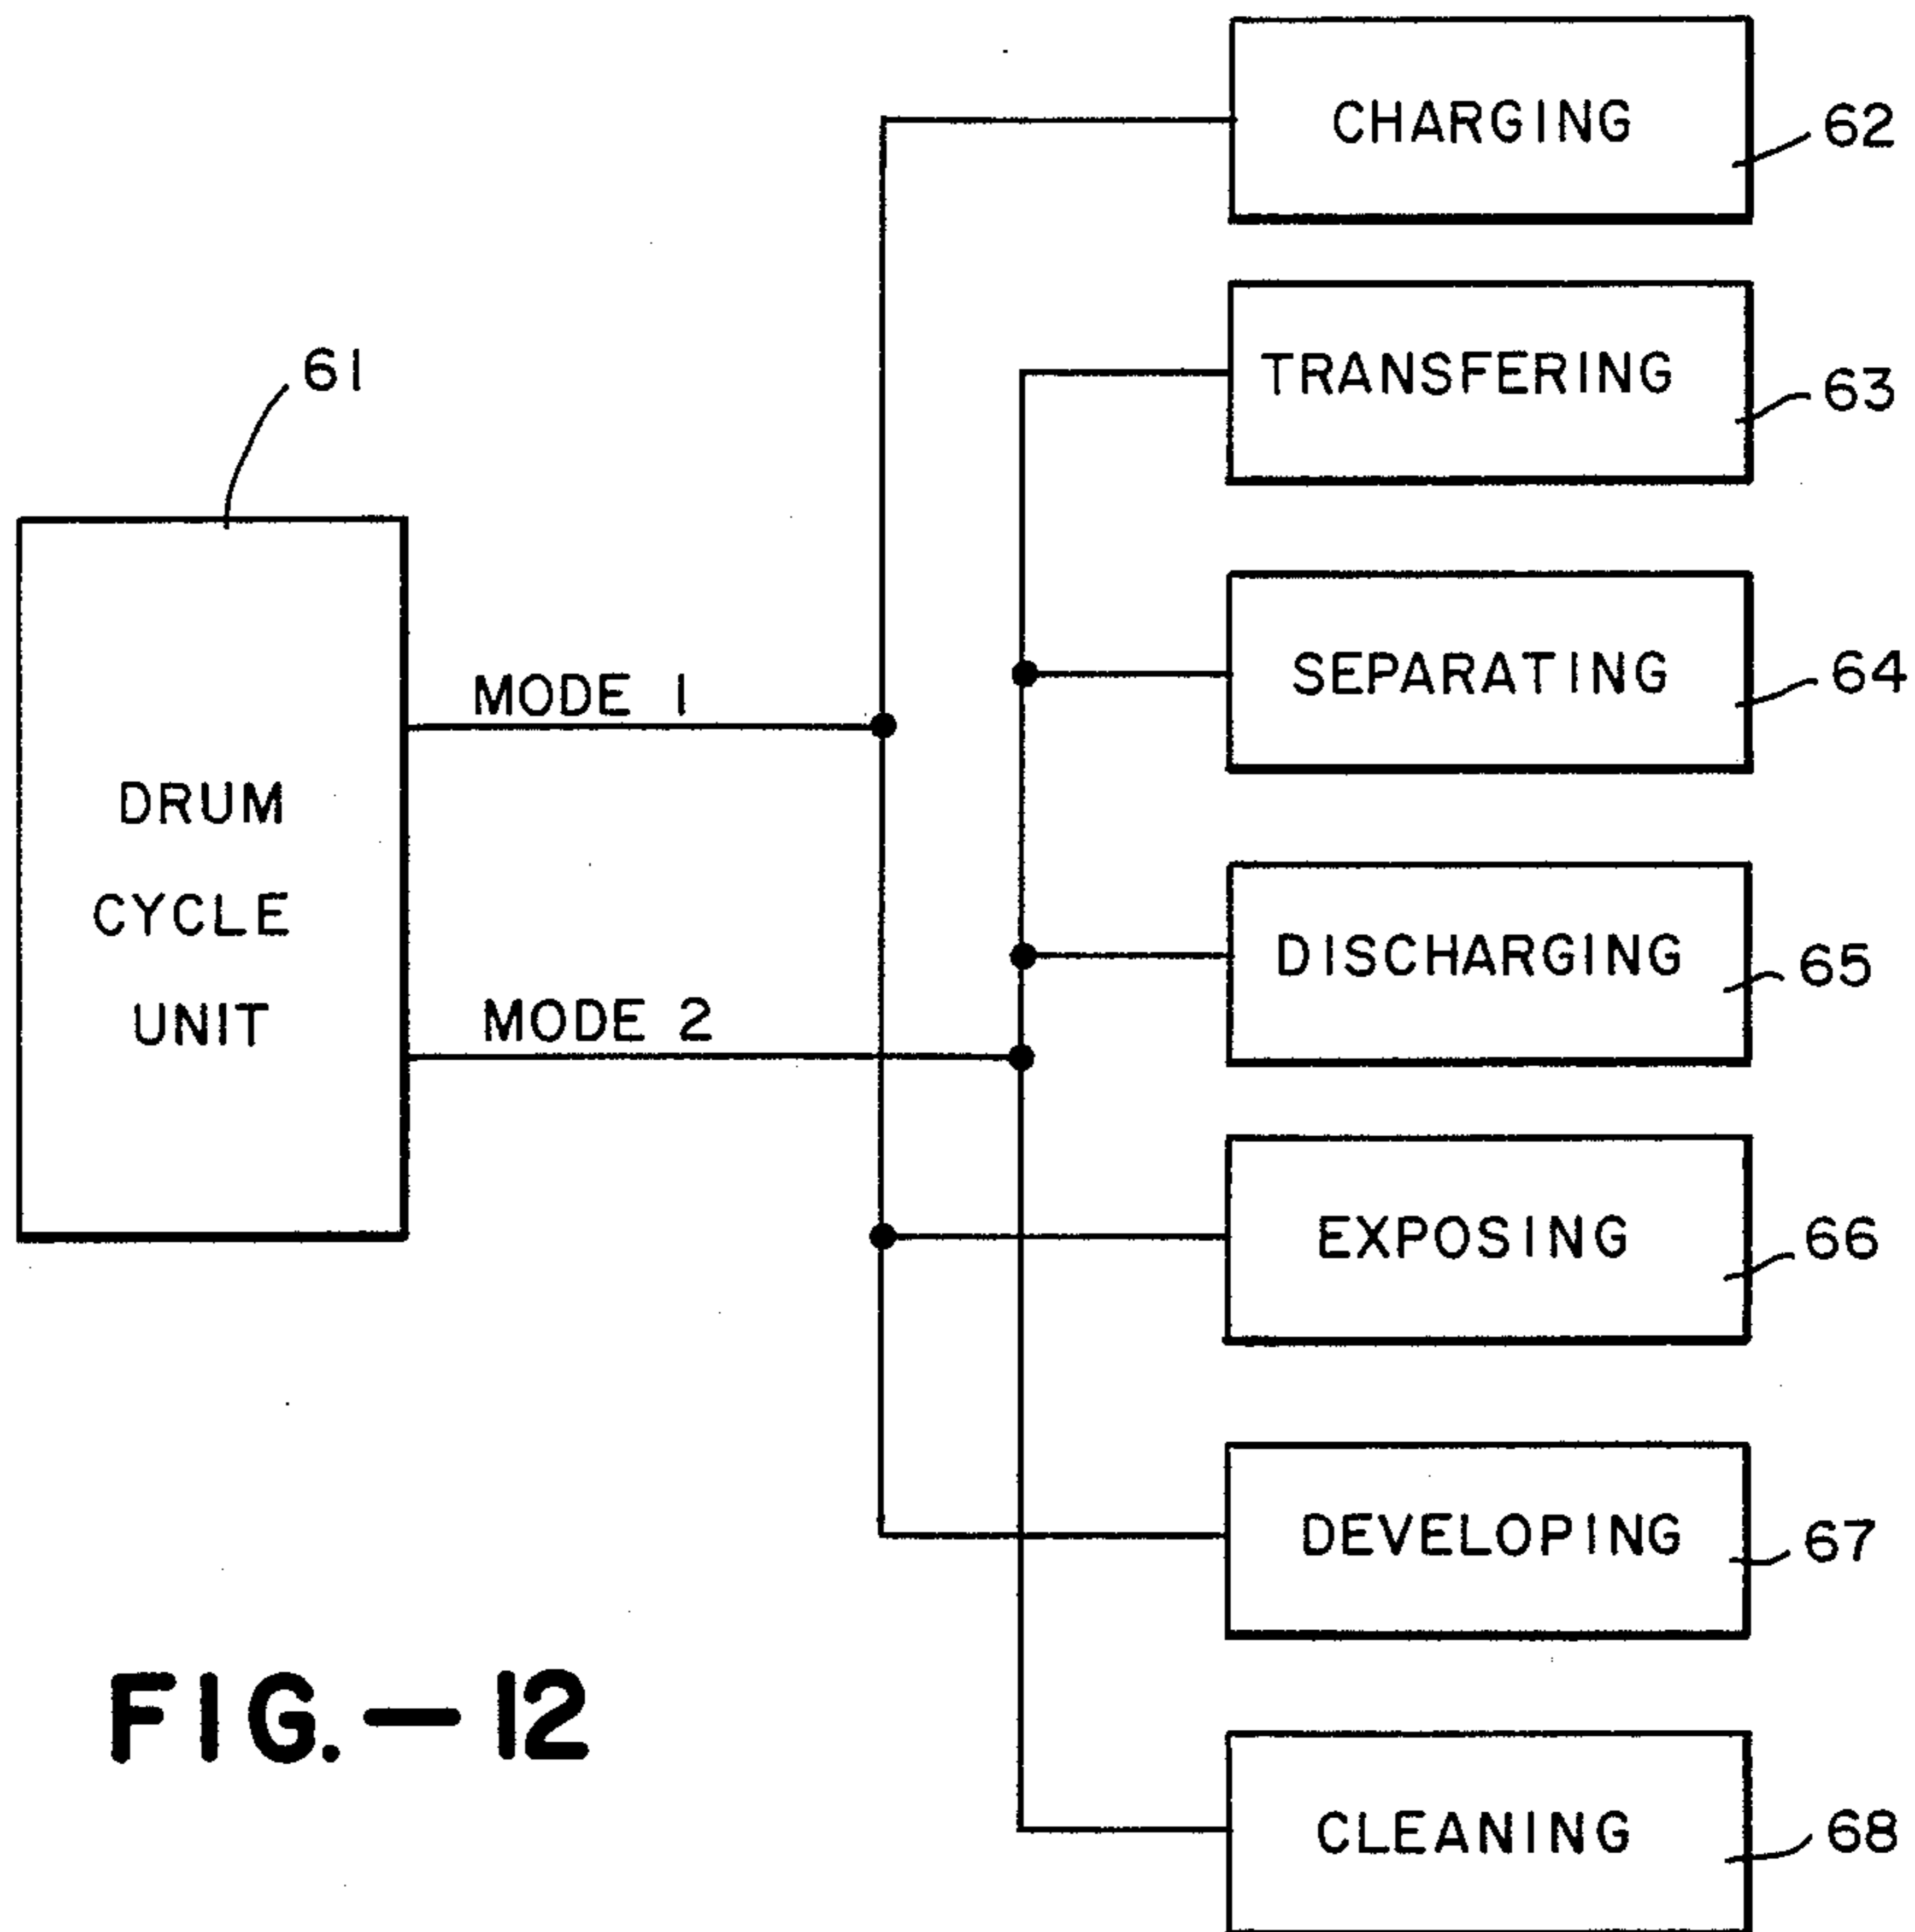 61
DRUM
CYCLE
UNIT
MODE 1
MODE 2
CHARGING
62
TRANSFERING
63
SEPARATING
64
DISCHARGING
65
EXPOSING
66
DEVELOPING
67
CLEANING
68
FIG.—12